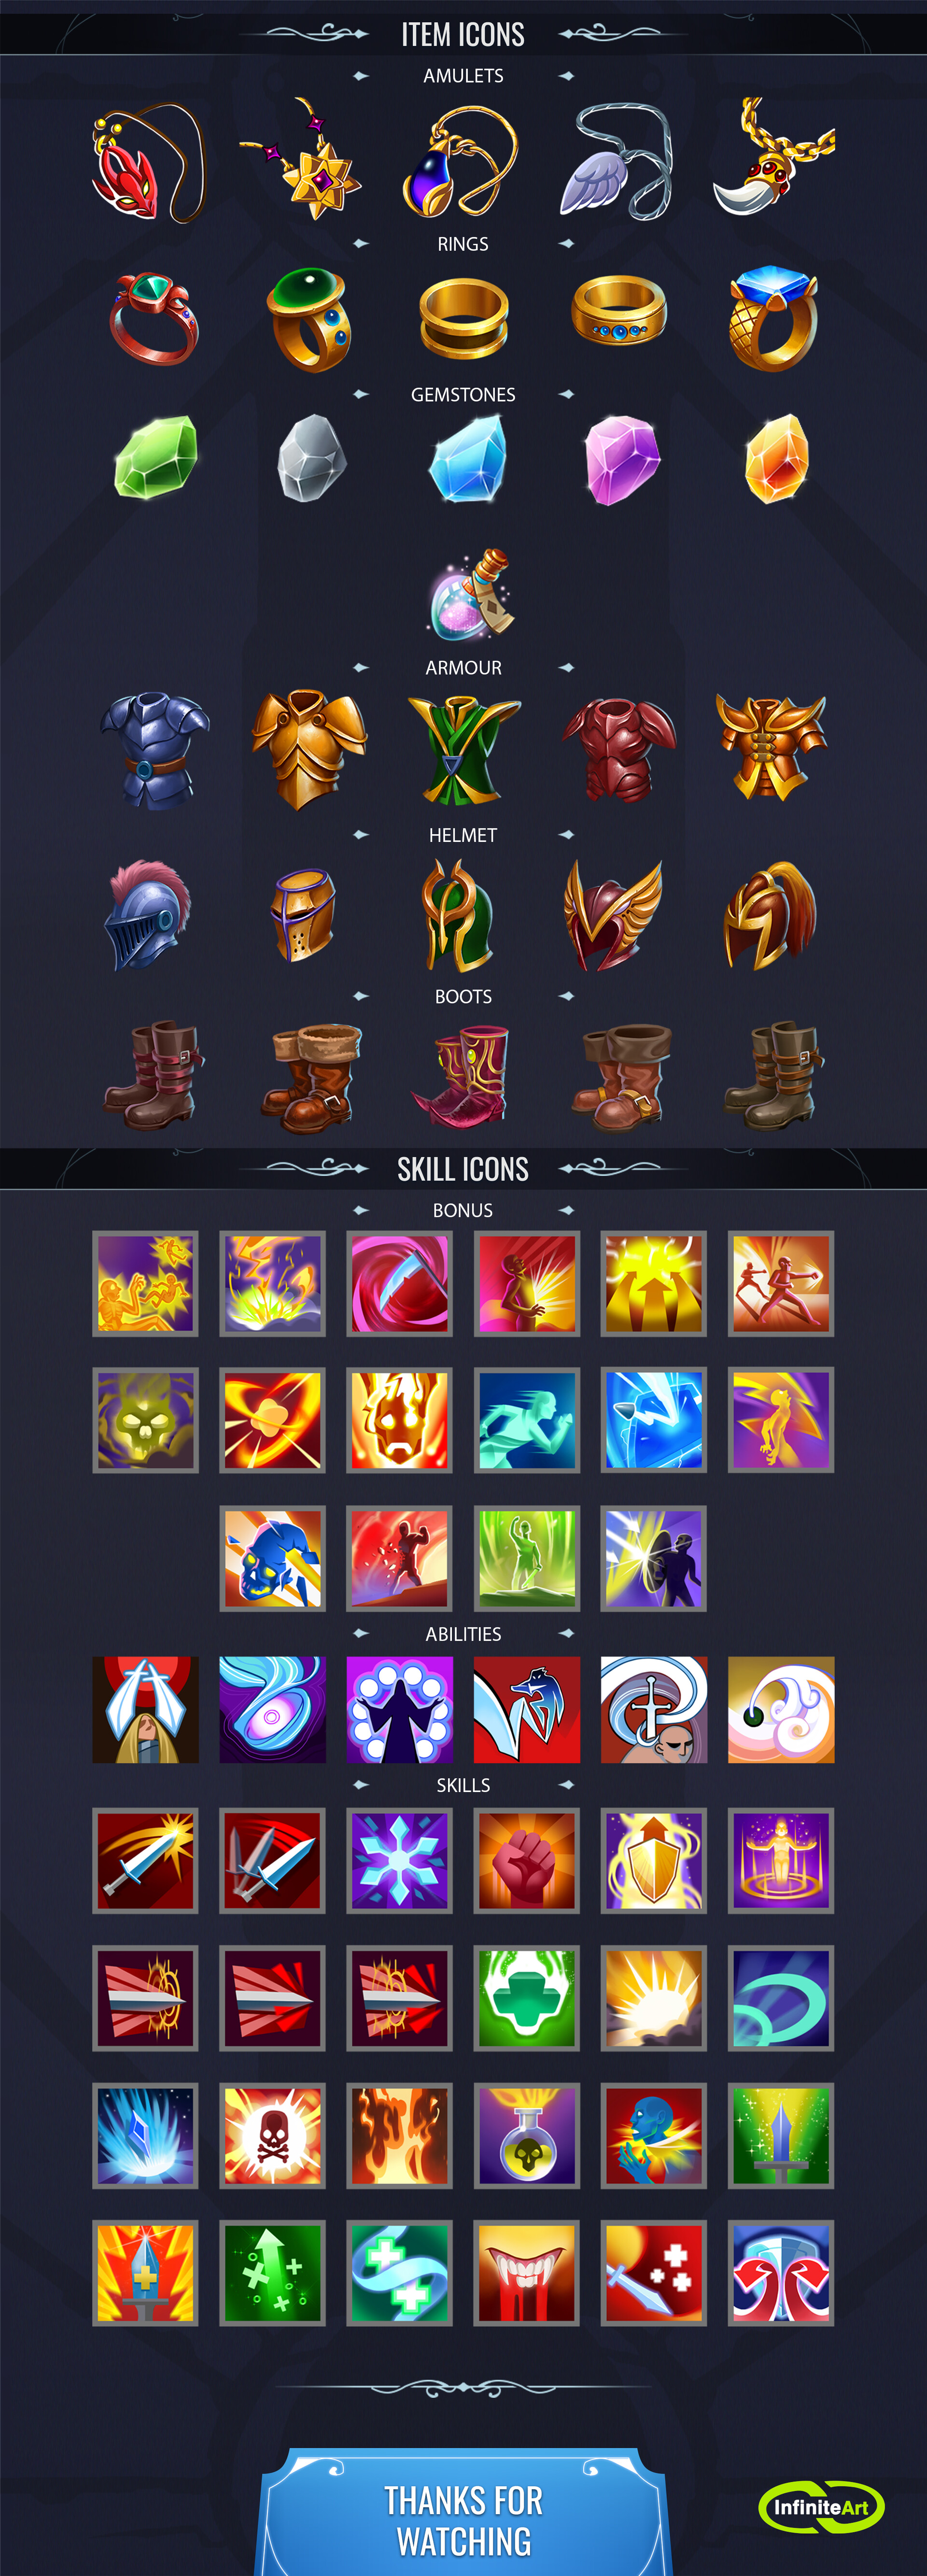 ITEM ICONS
AMULETS
RINGS
GEMSTONES
ARMOUR
HELMET
BOOTS
SKILL ICONS
BONUS
ABILITIES
SKILLS
THANKS FOR
WATCHING
InfiniteArt